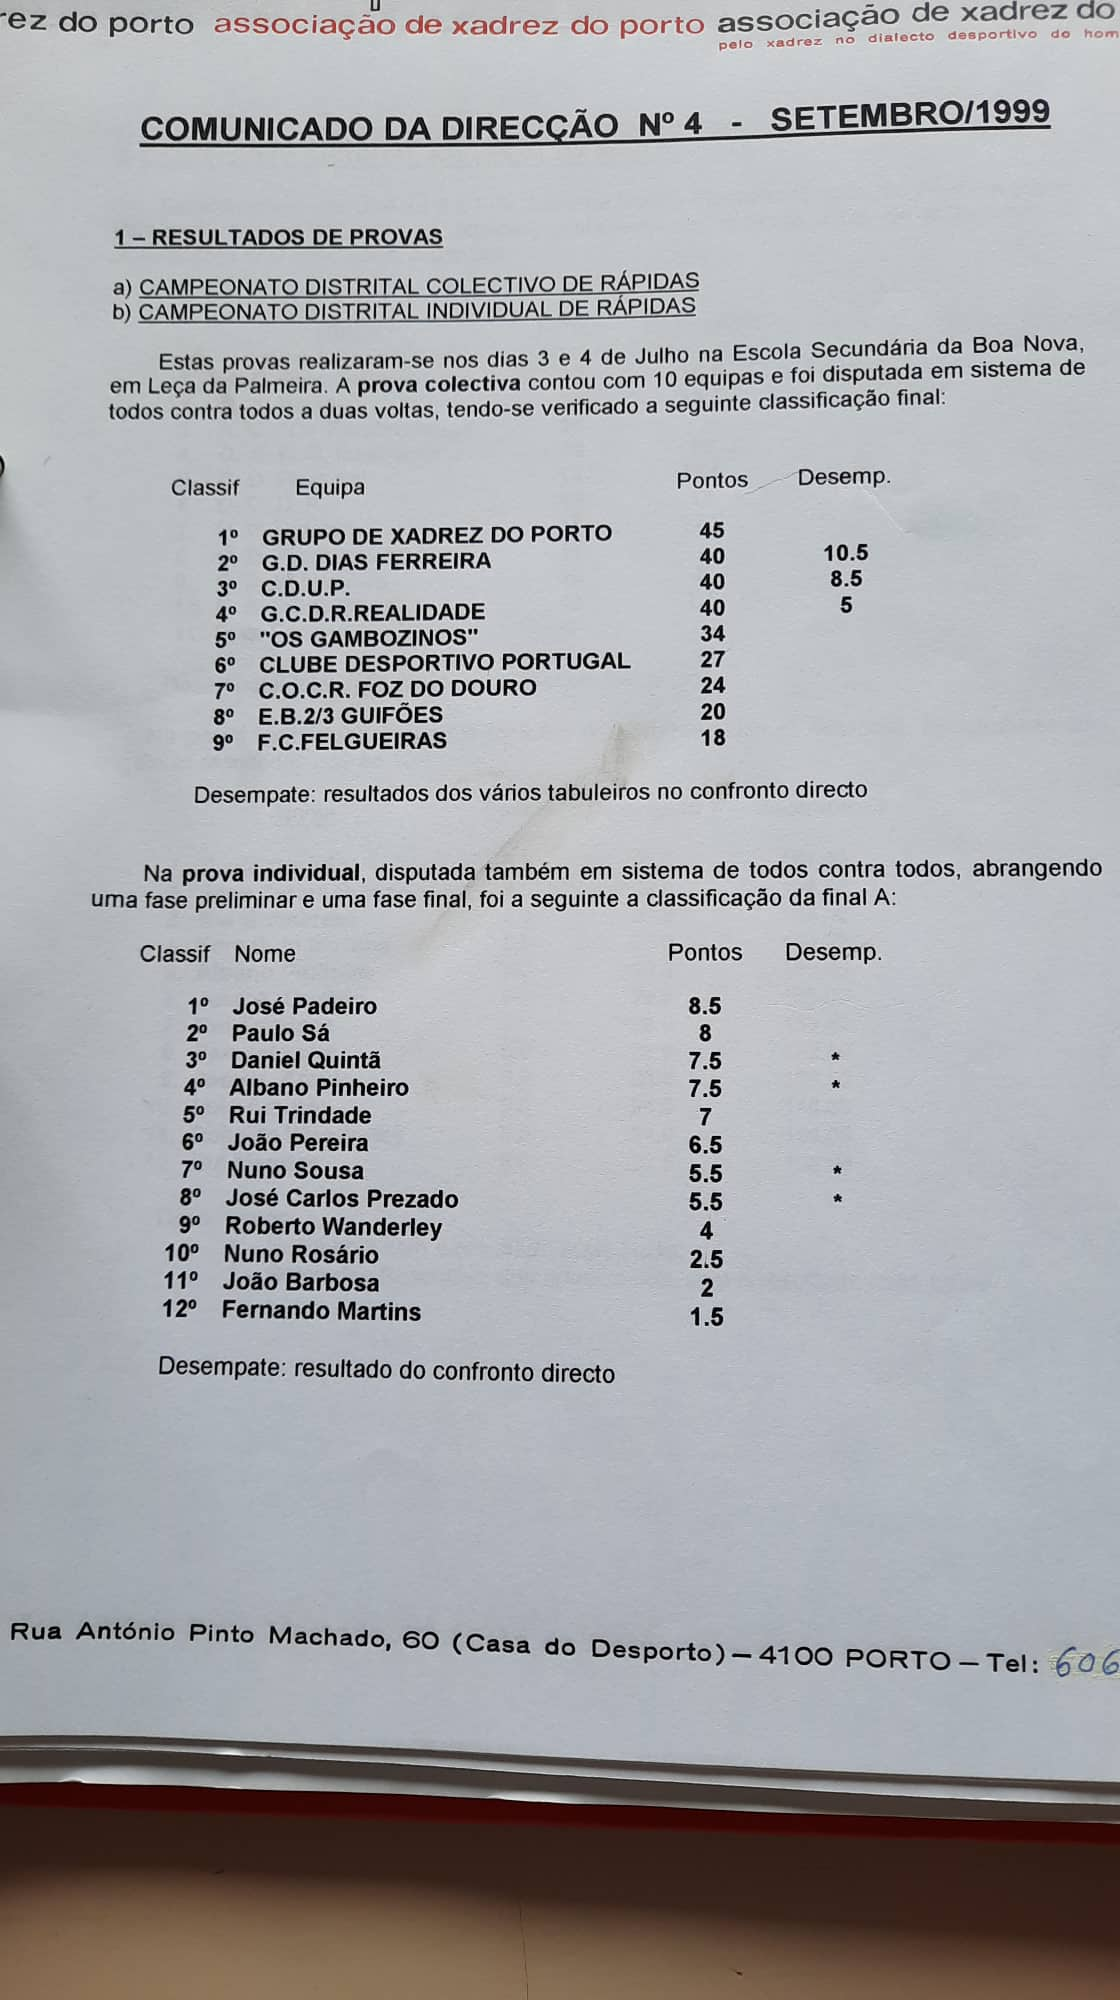 rez do porto associação de xadrez do porto associação de xadrez do
pelo xadrez no dialecto desportivo do hom
COMUNICADO DA DIRECÇÃO Nº 4 - SETEMBRO/1999
1 – RESULTADOS DE PROVAS
a) CAMPEONATO DISTRITAL COLECTIVO DE RÁPIDAS
b) CAMPEONATO DISTRITAL INDIVIDUAL DE RÁPIDAS
Estas provas realizaram-se nos dias 3 e 4 de Julho na Escola Secundária da Boa Nova,
em Leça da Palmeira. A prova colectiva contou com 10 equipas e foi disputada em sistema de
todos contra todos a duas voltas, tendo-se verificado a seguinte classificação final:
Classif Equipa Pontos Desemp.
1º GRUPO DE XADREZ DO PORTO 45
2º G.D. DIAS FERREIRA 40 10.5
3º C.D.U.P. 40 8.5
4º G.C.D.R.REALIDADE 40 5
5º "OS GAMBOZINOS" 34
6º CLUBE DESPORTIVO PORTUGAL 27
7º C.O.C.R. FOZ DO DOURO 24
8º E.B.2/3 GUIFÕES 20
9º F.C.FELGUEIRAS 18
Desempate: resultados dos vários tabuleiros no confronto directo
Na prova individual, disputada também em sistema de todos contra todos, abrangendo
uma fase preliminar e uma fase final, foi a seguinte a classificação da final A:
Classif Nome Pontos Desemp.
1º José Padeiro 8.5
2º Paulo Sá 8
3º Daniel Quintã 7.5 *
4º Albano Pinheiro 7.5 *
5º Rui Trindade 7
6º João Pereira 6.5
7º Nuno Sousa 5.5 *
8º José Carlos Prezado 5.5 *
9º Roberto Wanderley 4
10º Nuno Rosário 2.5
11º João Barbosa 2
12º Fernando Martins 1.5
Desempate: resultado do confronto directo
Rua António Pinto Machado, 60 (Casa do Desporto) — 4100 PORTO — Tel: 606